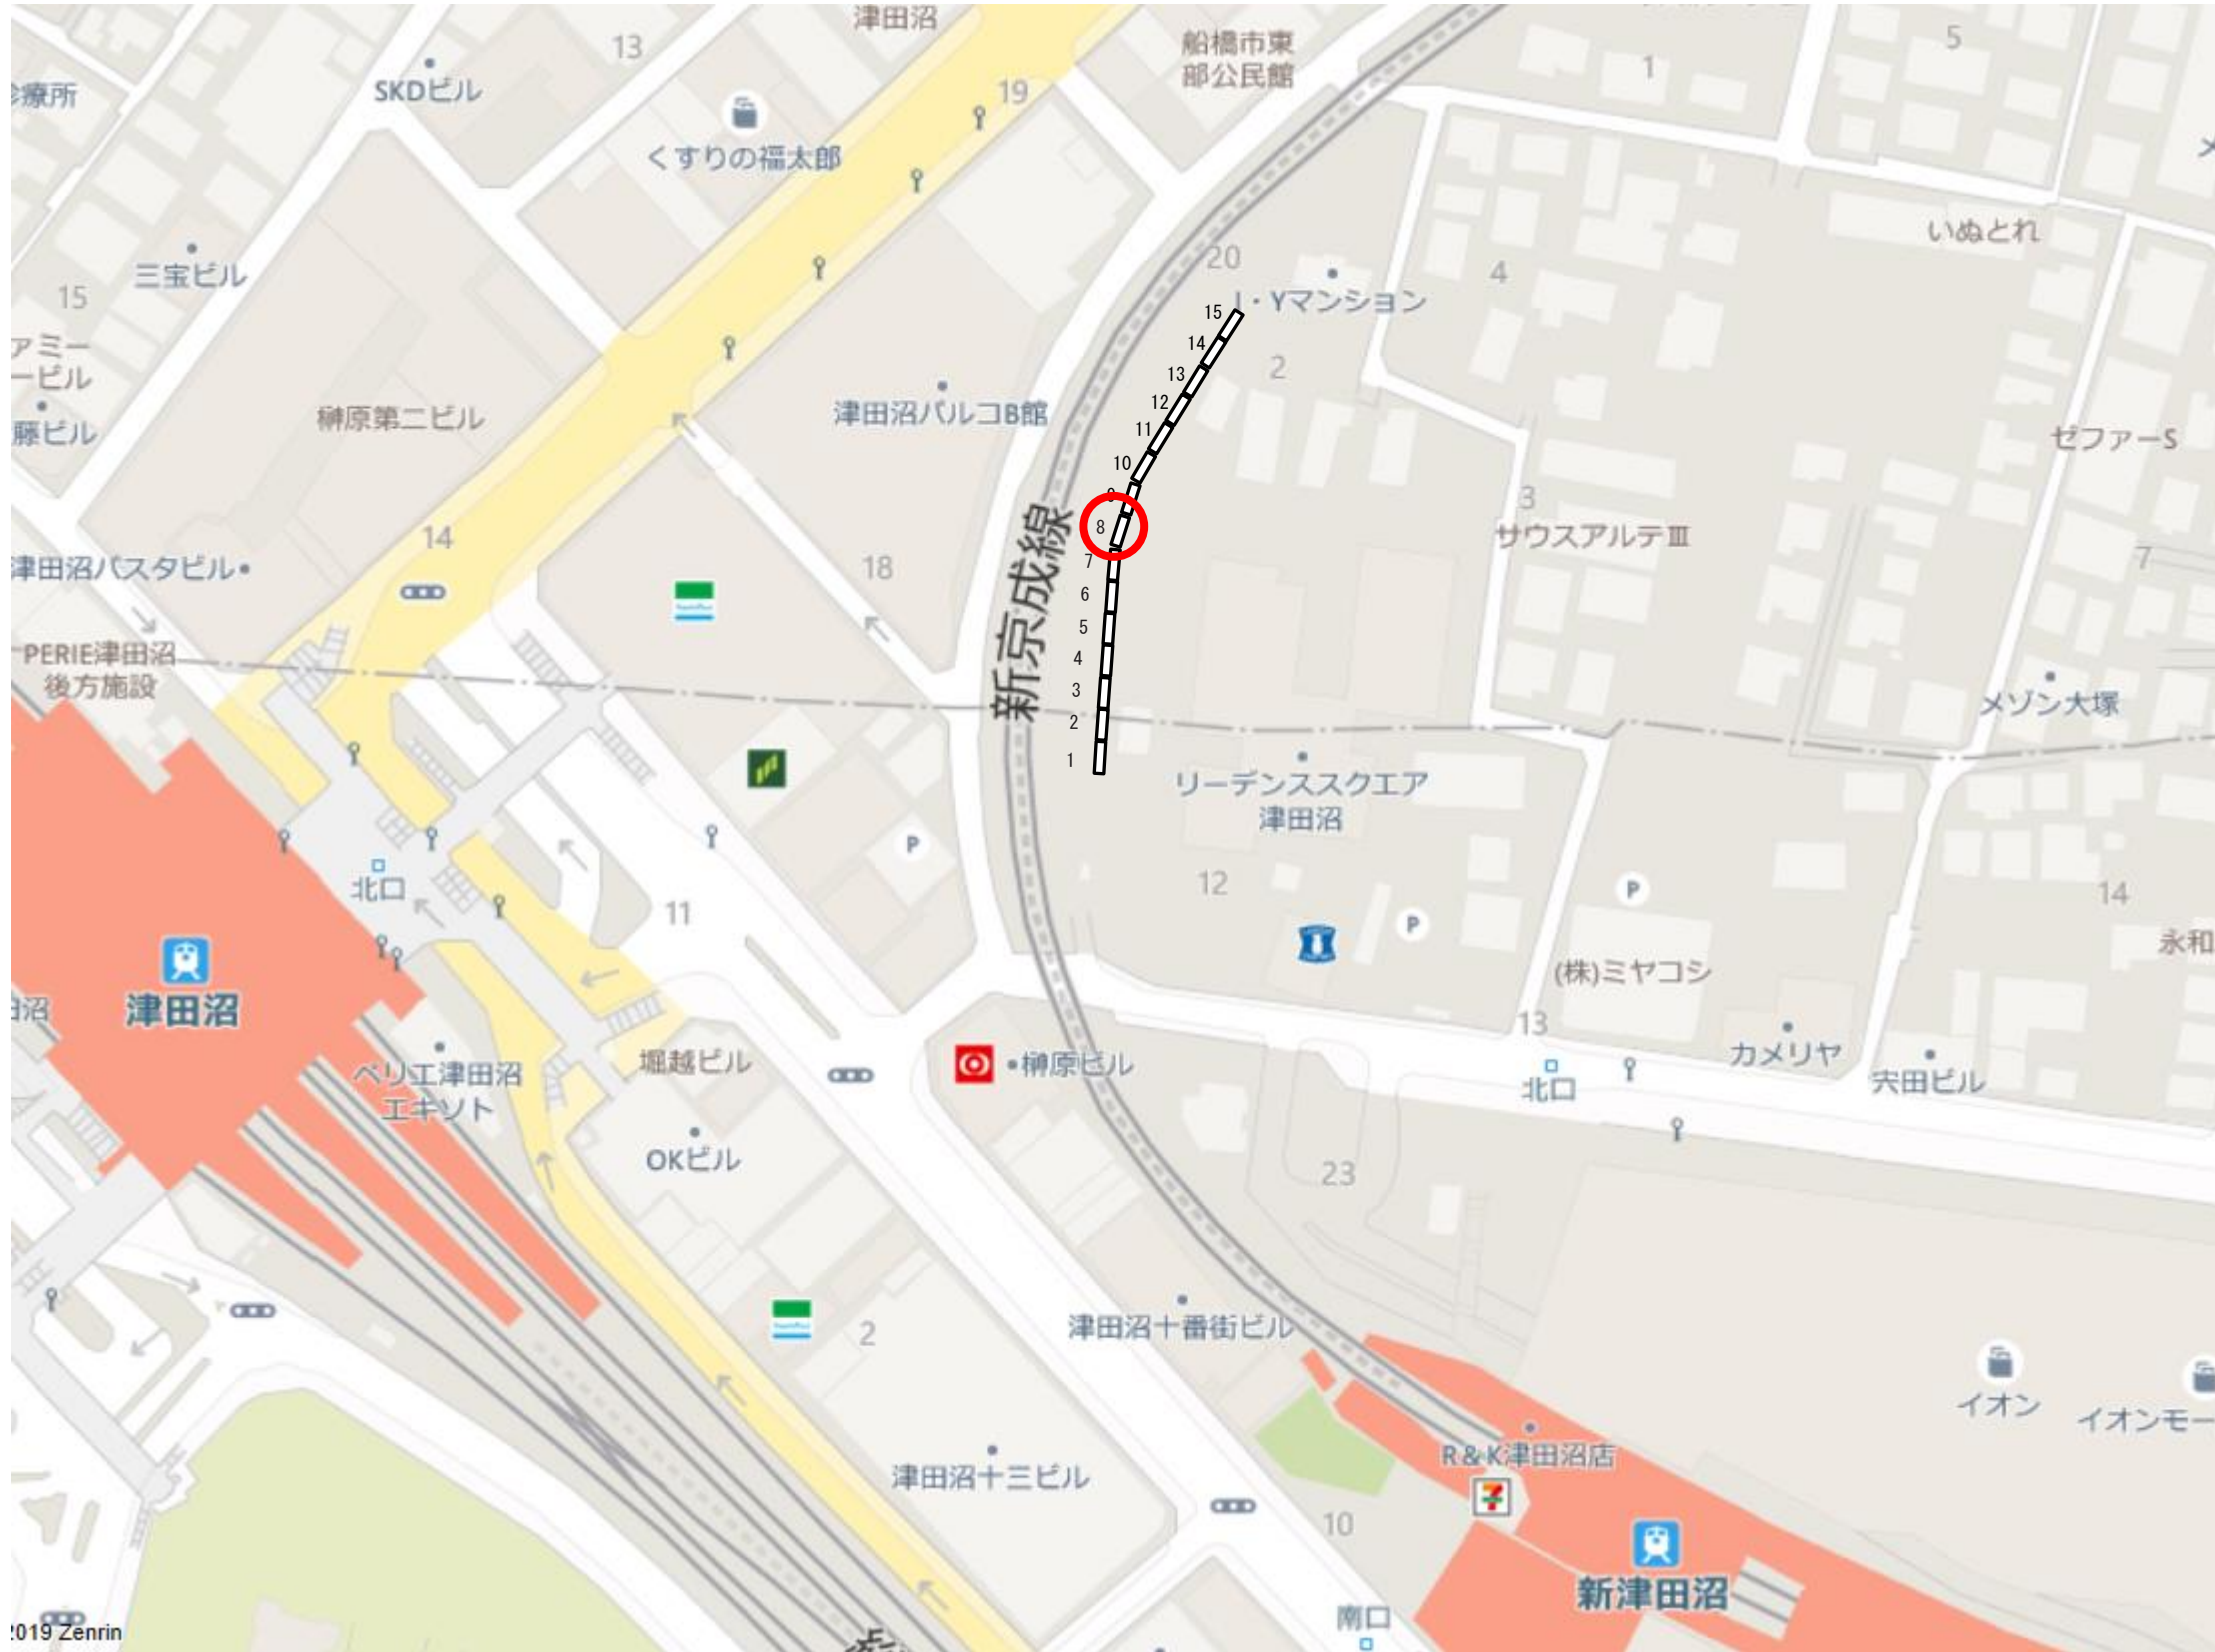 津田沼
13
船橋市東
部公民館
5
1
SKDビル
19
療所
くすりの福太郎
いぬとれ
20
三宝ビル
4
15
I・Yマンション
15
14
ァミー
ービル
13
2
12
津田沼パルコB館
榊原第二ビル
藤ビル
11
ゼファーS
10
9
3
8
サウスアルテⅢ
14
7
7
津田沼パスタビル
18
6
新京成線
5
PERIE津田沼
後方施設
4
3
メゾン大塚
2
1
リーデンススクエア
津田沼
P
北口
12
P
14
11
P
永和
(株)ミヤコシ
津田沼
沼
13
堀越ビル
榊原ビル
カメリヤ
ペリエ津田沼
エキソト
北口
宍田ビル
OKビル
23
津田沼十番街ビル
2
イオン
イオンモー
R&K津田沼店
津田沼十三ビル
7
10
新津田沼
南口
2019 Zenrin